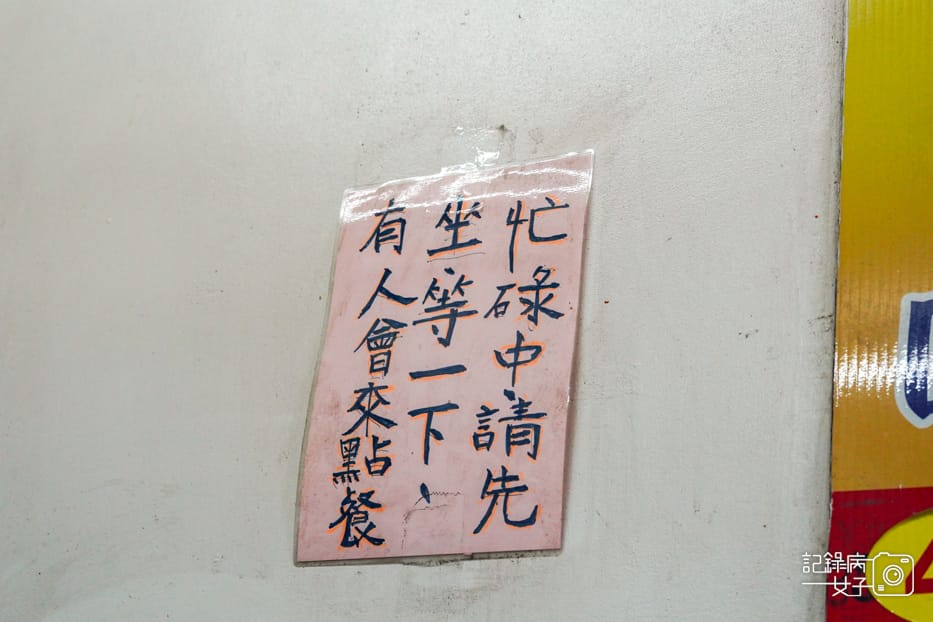 忙碌中、請先
坐、等一下、
有人會來點餐
記錄病
女子